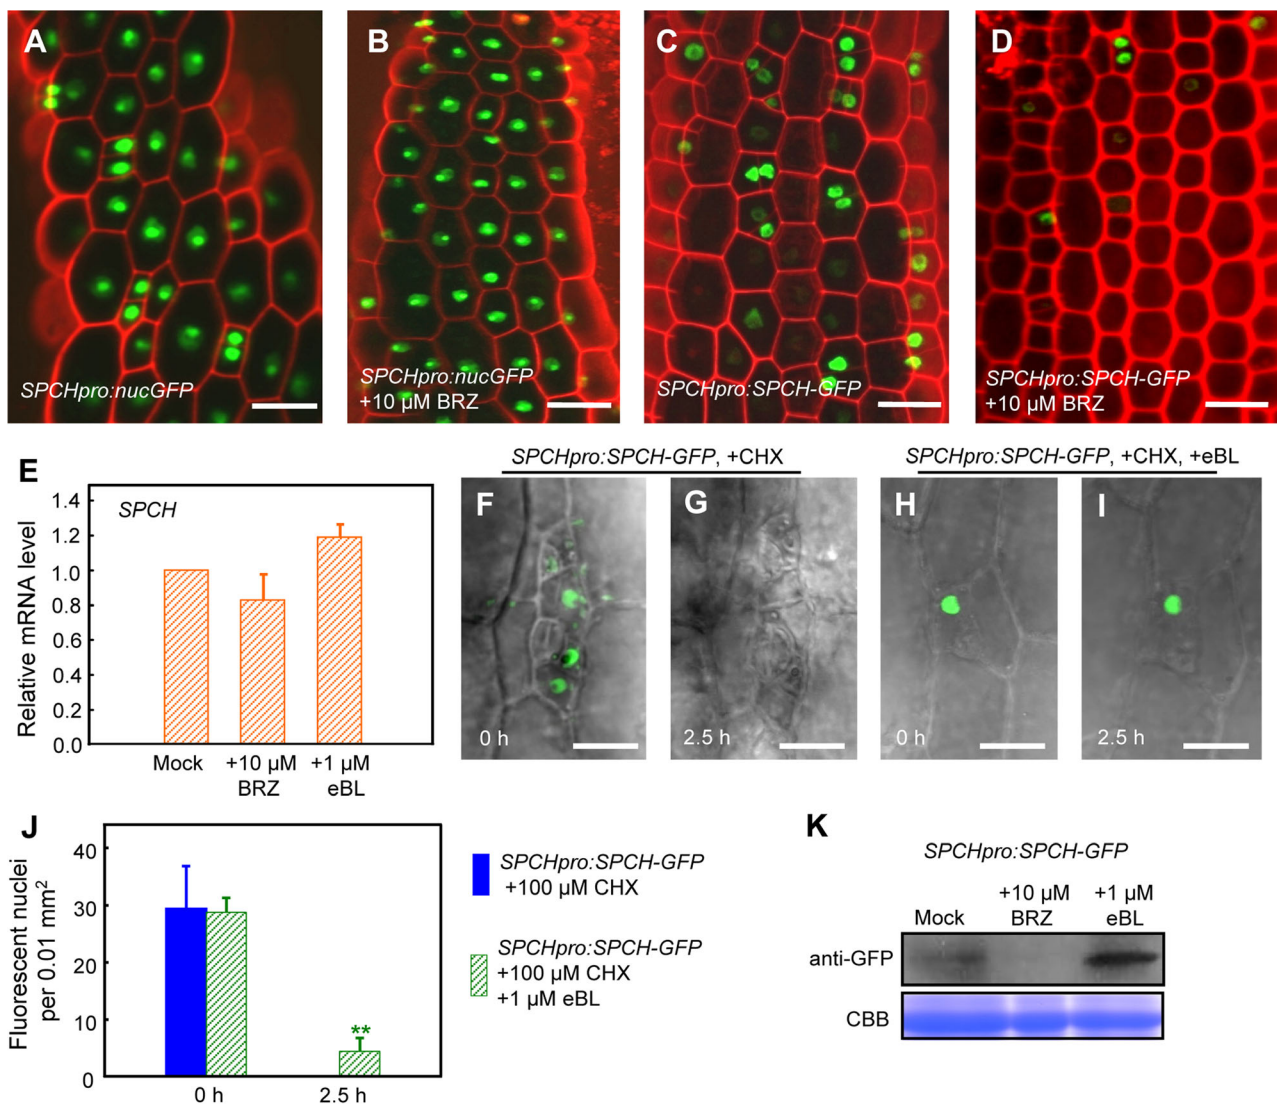 A
SPCHpro:nucGFP
B
SPCHpro:nucGFP
+10 µM BRZ
C
SPCHpro:SPCH-GFP
D
SPCHpro:SPCH-GFP
+10 µM BRZ
E
SPCH
Relative mRNA level
1.4
1.2
1.0
0.8
0.6
0.4
0.2
0.0
Mock
+10 µM
BRZ
+1 µM
eBL
SPCHpro:SPCH-GFP, +CHX
F
0 h
G
2.5 h
SPCHpro:SPCH-GFP, +CHX, +eBL
H
0 h
I
2.5 h
J
Fluorescent nuclei
per 0.01 mm²
40
30
20
10
0
**
0 h
2.5 h
SPCHpro:SPCH-GFP
+100 µM CHX
SPCHpro:SPCH-GFP
+100 µM CHX
+1 µM eBL
K
SPCHpro:SPCH-GFP
Mock
+10 µM
BRZ
+1 µM
eBL
anti-GFP
CBB